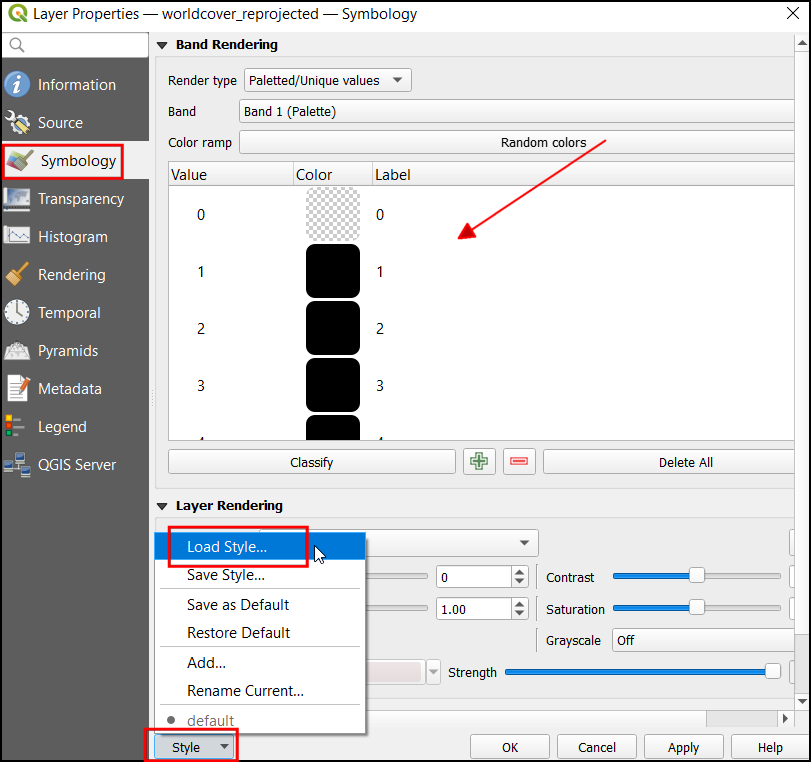 Layer Properties — worldcover_reprojected — Symbology
Information
Source
Symbology
Transparency
Histogram
Rendering
Temporal
Pyramids
Metadata
Legend
QGIS Server
Band Rendering
Render type Paletted/Unique values
Band Band 1 (Palette)
Color ramp Random colors
Value Color Label
0 0
1 1
2 2
3 3
Classify Delete All
Layer Rendering
Load Style...
Save Style...
Save as Default
Restore Default
Add...
Rename Current...
default
0 Contrast
1.00 Saturation
Grayscale Off
Strength
Style OK Cancel Apply Help